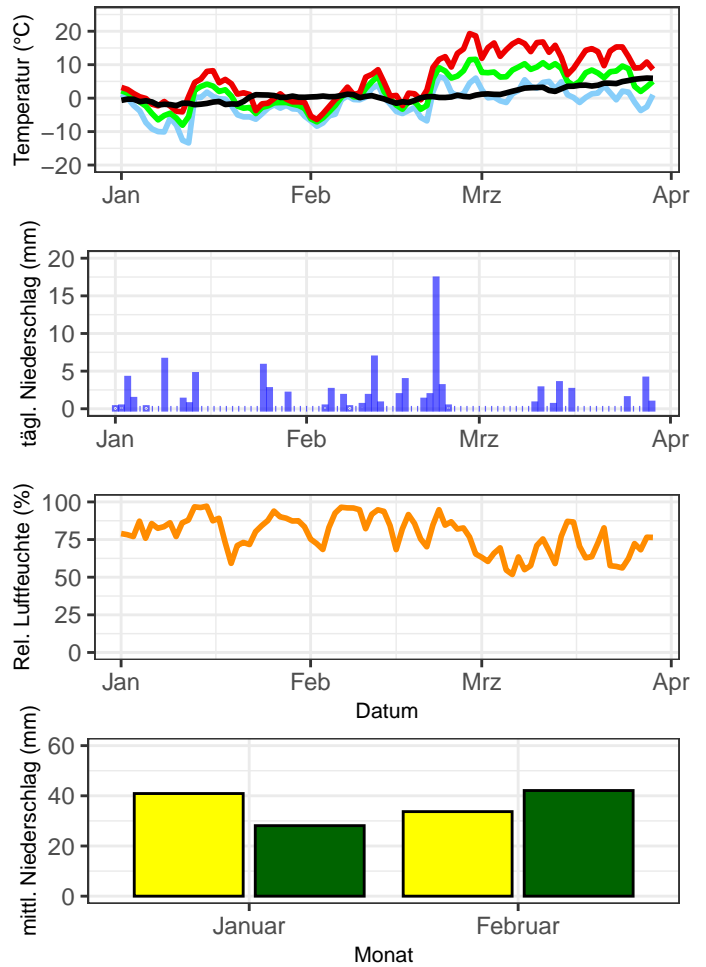 Temperatur (°C)
20
10
0
−10
−20
Jan Feb Mrz Apr
tägl. Niederschlag (mm)
20
15
10
5
0
Jan Feb Mrz Apr
Rel. Luftfeuchte (%)
100
75
50
25
0
Jan Feb Mrz Apr
Datum
mittl. Niederschlag (mm)
60
40
20
0
Januar Februar
Monat